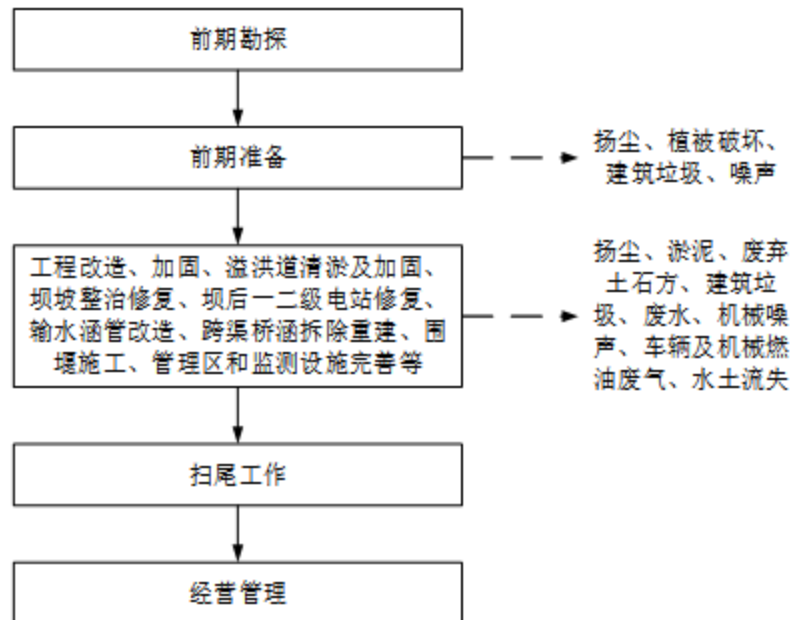 前期勘探
前期准备
扬尘、植被破坏、
建筑垃圾、噪声
工程改造、加固、溢洪道清淤及加固、
坝坡整治修复、坝后一二级电站修复、
输水涵管改造、跨渠桥涵拆除重建、围
堰施工、管理区和监测设施完善等
扬尘、淤泥、废弃
土石方、建筑垃
圾、废水、机械噪
声、车辆及机械燃
油废气、水土流失
扫尾工作
经营管理